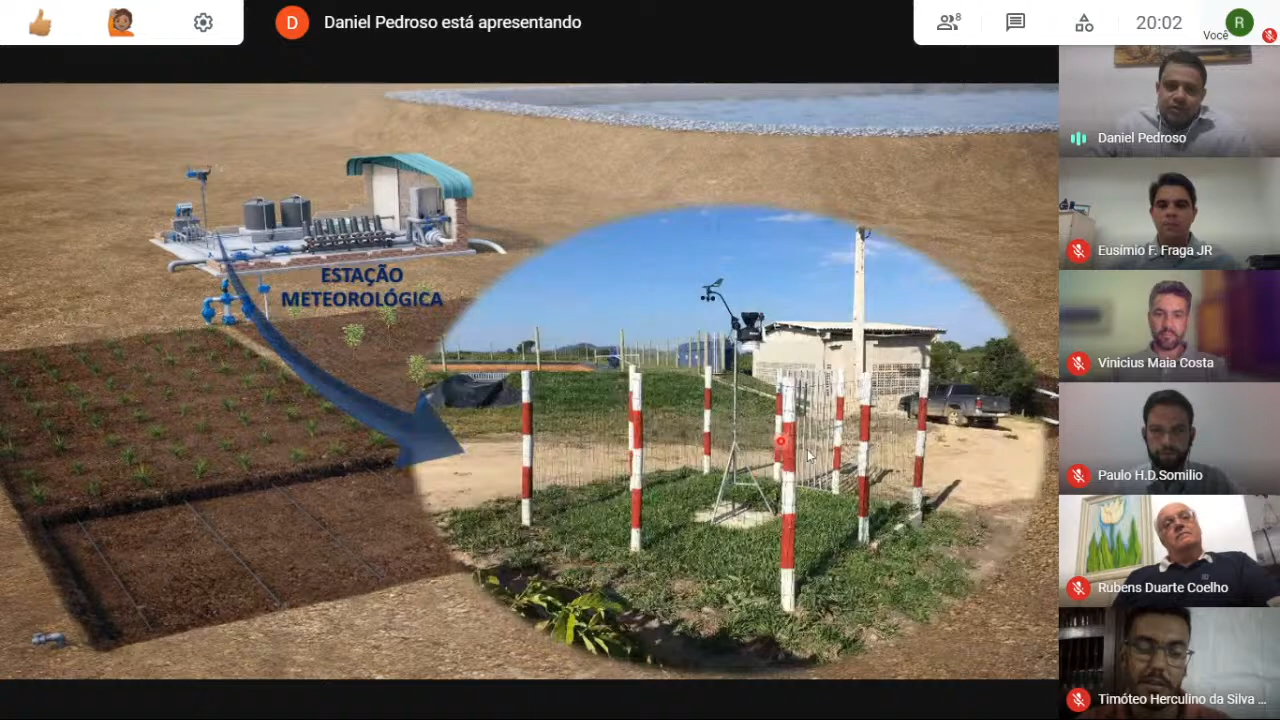 D
Daniel Pedroso está apresentando
8
20:02
Você
R
Daniel Pedroso
Eusímio F. Fraga JR
Vinicius Maia Costa
Paulo H.D.Somilio
Rubens Duarte Coelho
Timóteo Herculino da Silva ...
ESTAÇÃO
METEOROLÓGICA